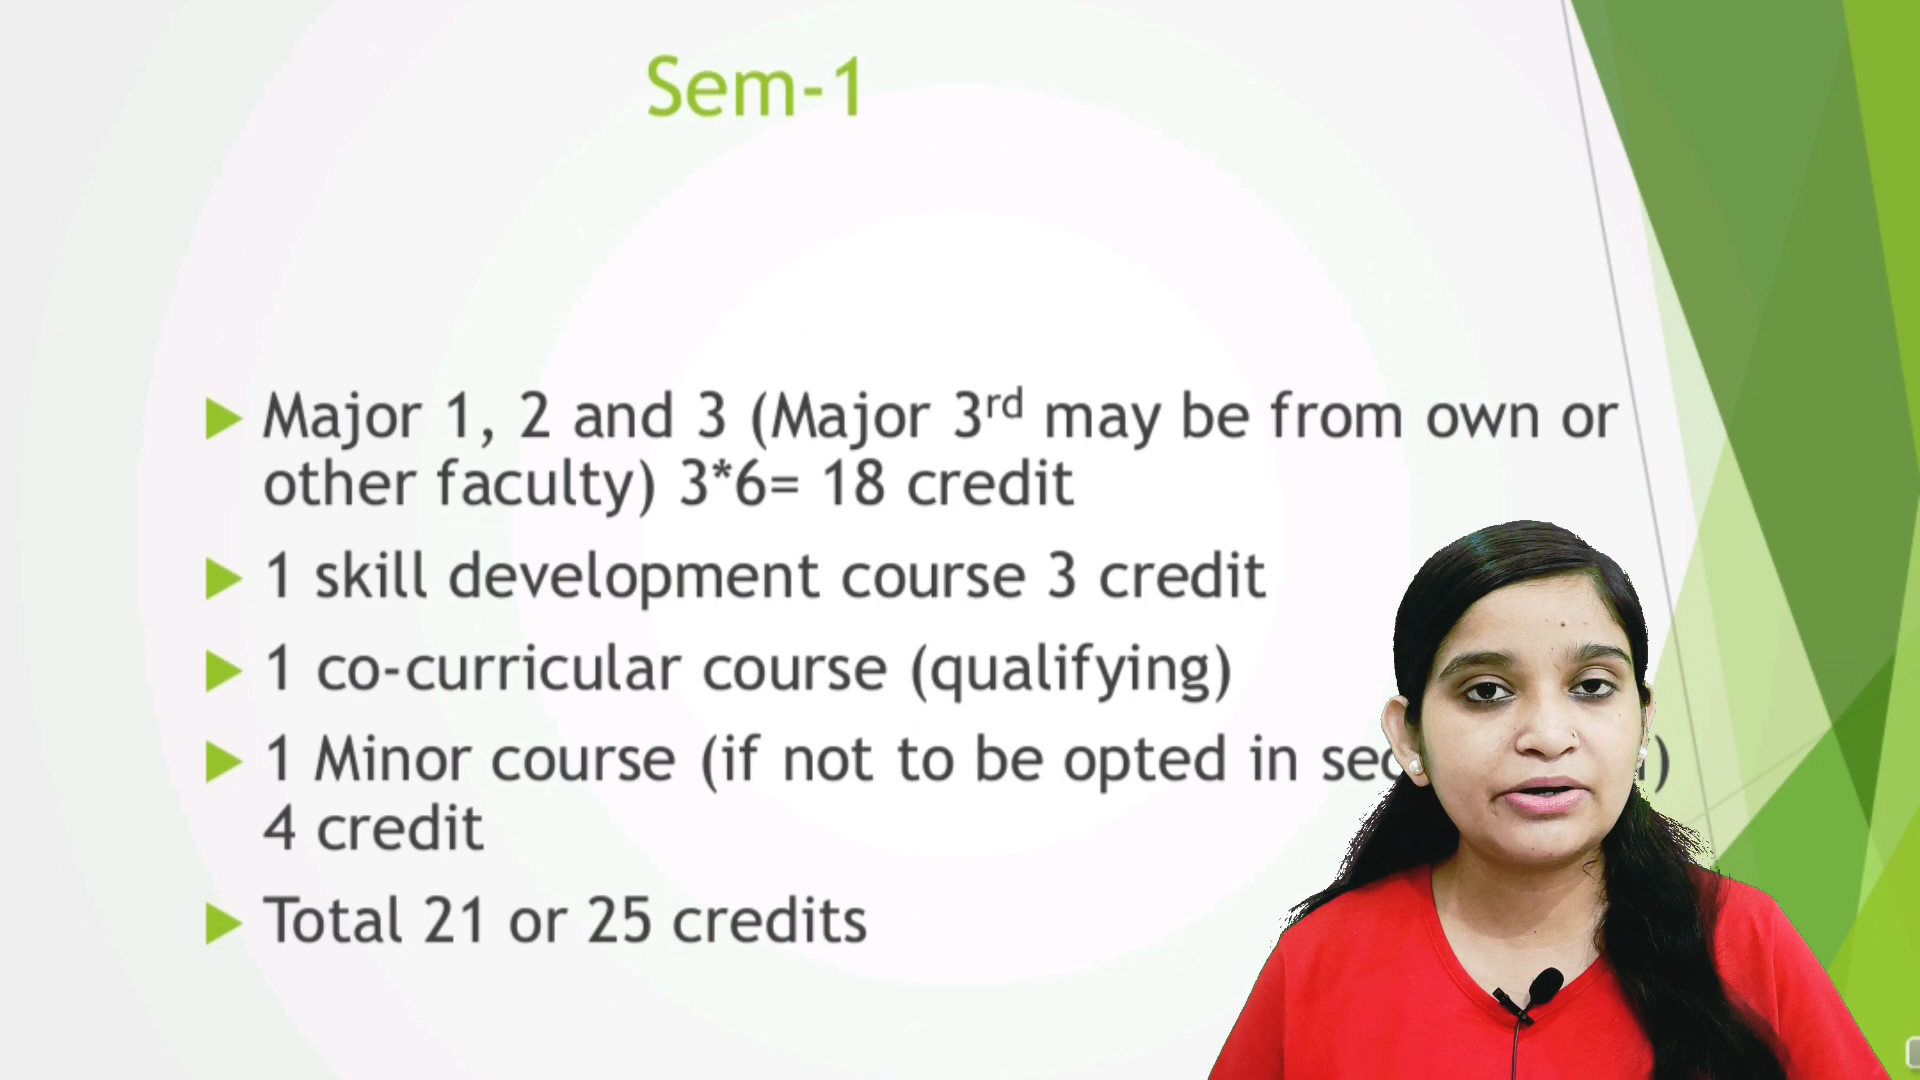 Sem-1
Major 1, 2 and 3 (Major 3rd may be from own or
other faculty) 3*6= 18 credit
1 skill development course 3 credit
1 co-curricular course (qualifying)
1 Minor course (if not to be opted in
4 credit
Total 21 or 25 credits